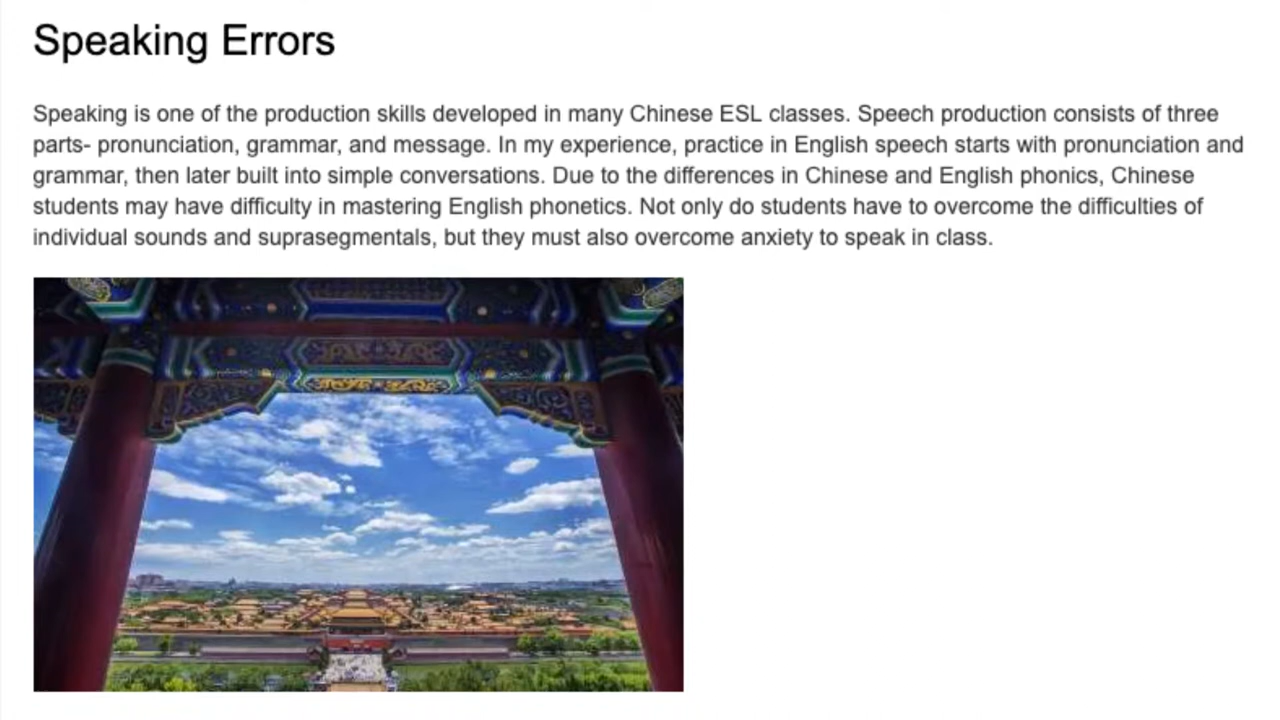 Speaking Errors
Speaking is one of the production skills developed in many Chinese ESL classes. Speech production consists of three
parts- pronunciation, grammar, and message. In my experience, practice in English speech starts with pronunciation and
grammar, then later built into simple conversations. Due to the differences in Chinese and English phonics, Chinese
students may have difficulty in mastering English phonetics. Not only do students have to overcome the difficulties of
individual sounds and suprasegmentals, but they must also overcome anxiety to speak in class.